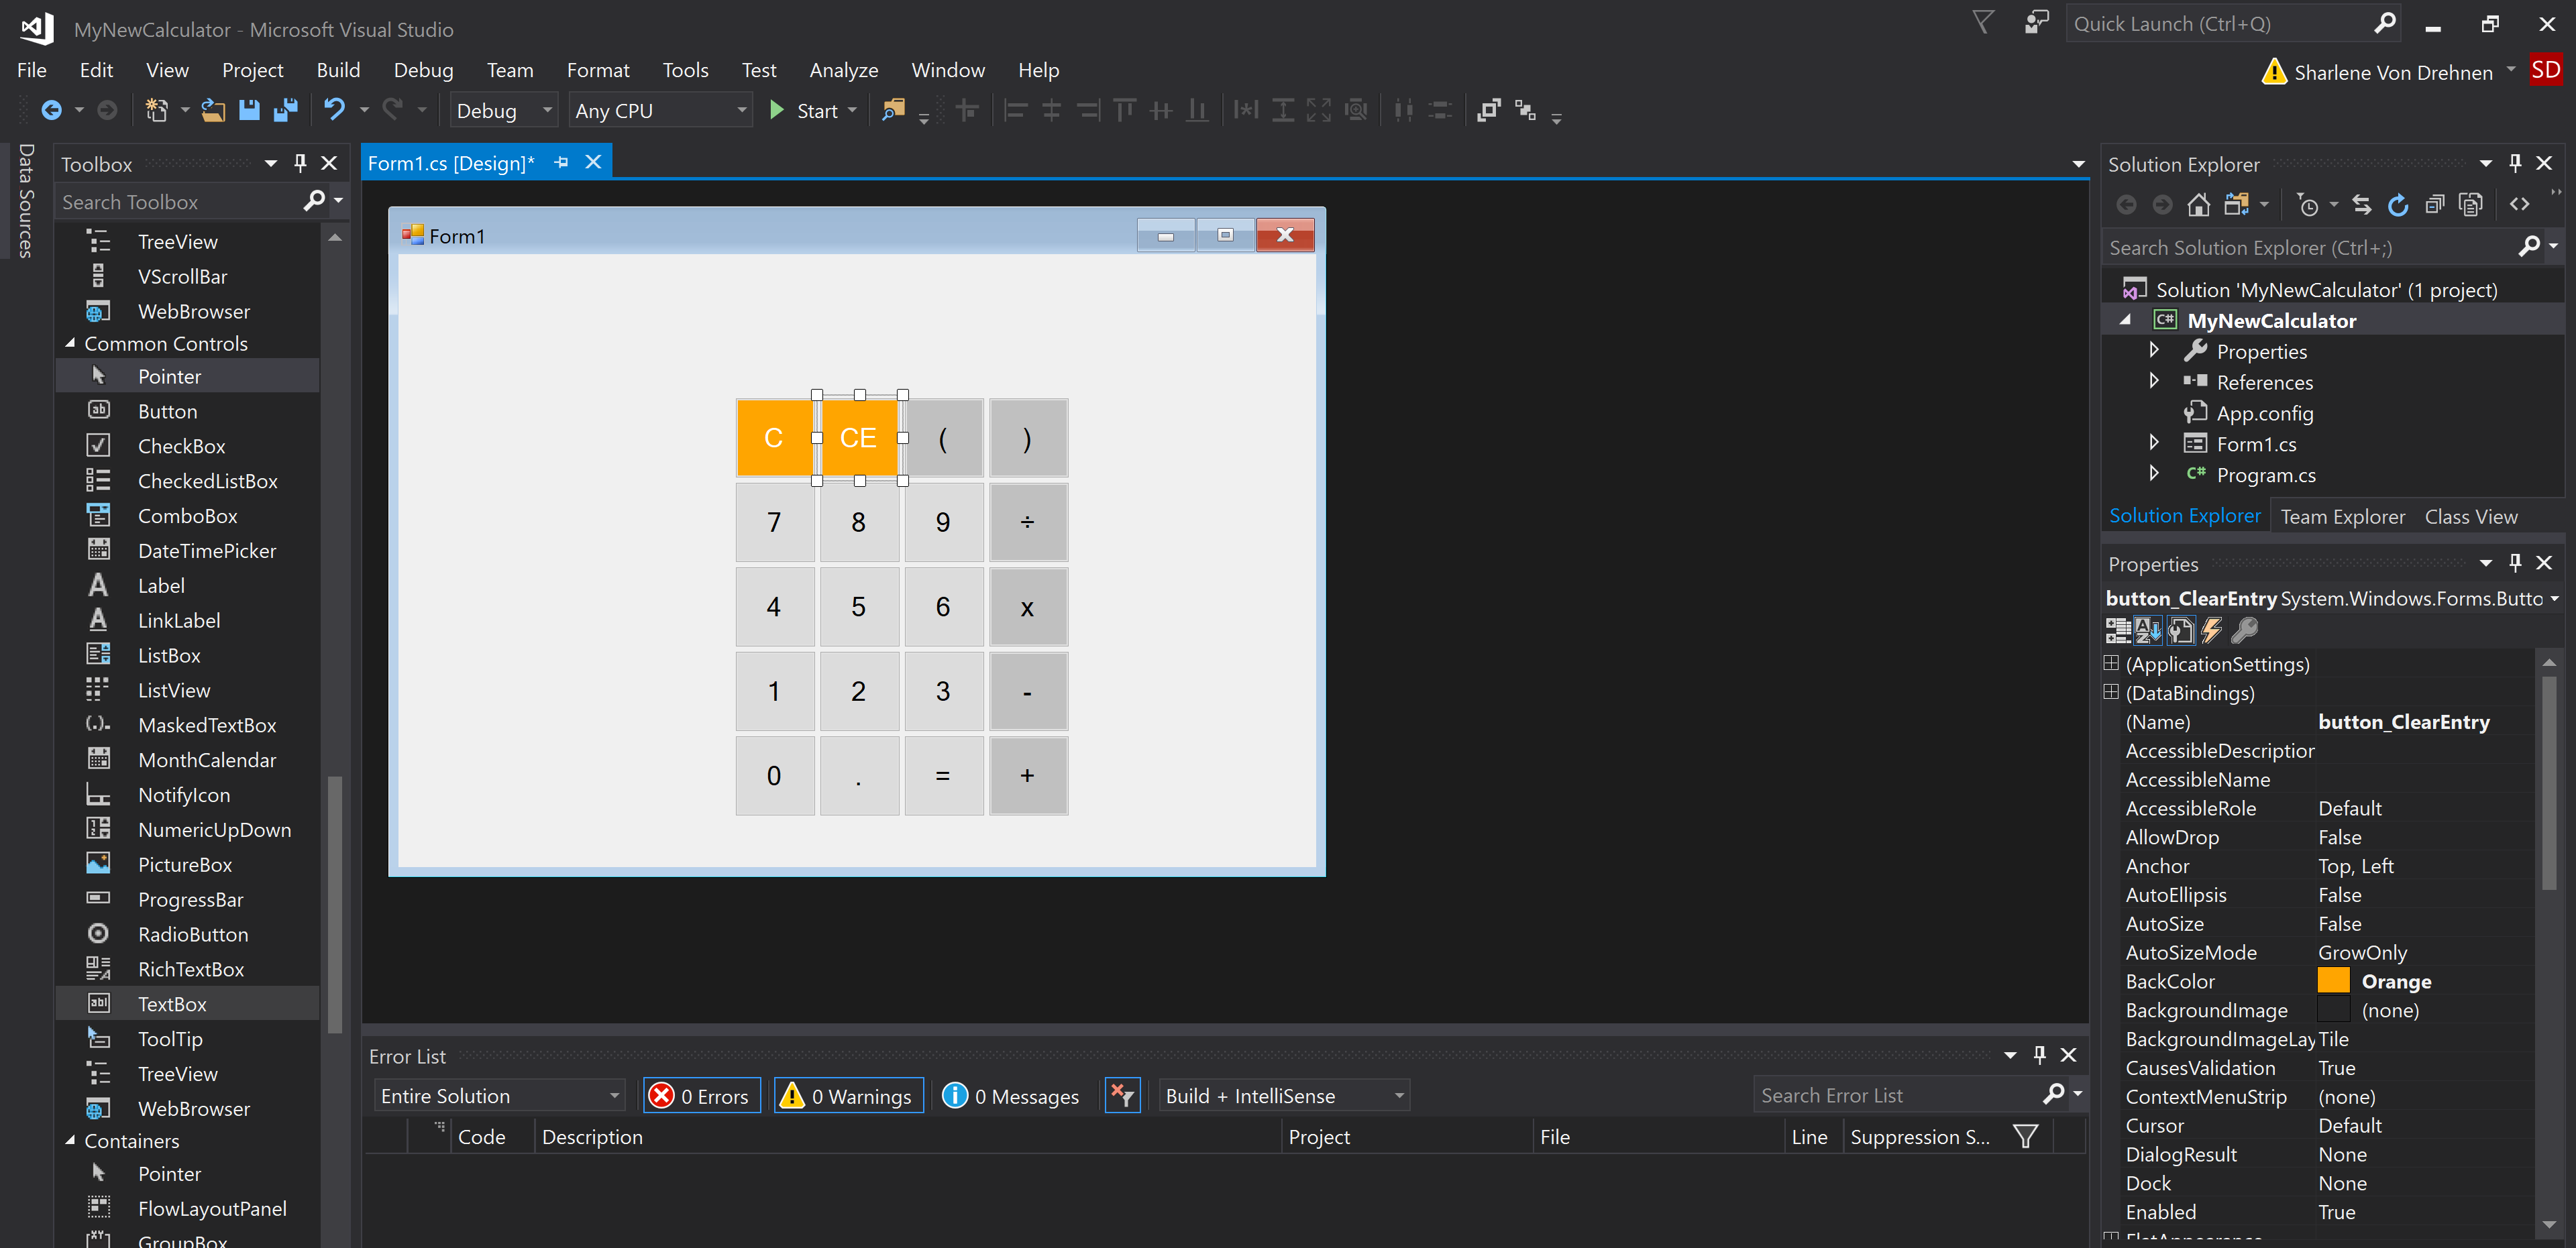 MyNewCalculator - Microsoft Visual Studio
Quick Launch (Ctrl+Q)
File Edit View Project Build Debug Team Format Tools Test Analyze Window Help
Sharlene Von Drehnen SD
Debug Any CPU Start
Data Sources
Toolbox
Search Toolbox
TreeView
VScrollBar
WebBrowser
Common Controls
Pointer
Button
CheckBox
CheckedListBox
ComboBox
DateTimePicker
Label
LinkLabel
ListBox
ListView
MaskedTextBox
MonthCalendar
NotifyIcon
NumericUpDown
PictureBox
ProgressBar
RadioButton
RichTextBox
TextBox
ToolTip
TreeView
WebBrowser
Containers
Pointer
FlowLayoutPanel
GroupBox
Form1.cs [Design]*
Form1
C CE ( )
7 8 9 ÷
4 5 6 x
1 2 3 -
0 . = +
Error List
Entire Solution 0 Errors 0 Warnings 0 Messages Build + IntelliSense Search Error List
Code Description Project File Line Suppression S...
Solution Explorer
Search Solution Explorer (Ctrl+;)
Solution 'MyNewCalculator' (1 project)
C# MyNewCalculator
Properties
References
App.config
Form1.cs
C# Program.cs
Solution Explorer Team Explorer Class View
Properties
button_ClearEntry System.Windows.Forms.Butto
(ApplicationSettings)
(DataBindings)
(Name) button_ClearEntry
AccessibleDescription
AccessibleName
AccessibleRole Default
AllowDrop False
Anchor Top, Left
AutoEllipsis False
AutoSize False
AutoSizeMode GrowOnly
BackColor Orange
BackgroundImage (none)
BackgroundImageLay Tile
CausesValidation True
ContextMenuStrip (none)
Cursor Default
DialogResult None
Dock None
Enabled True